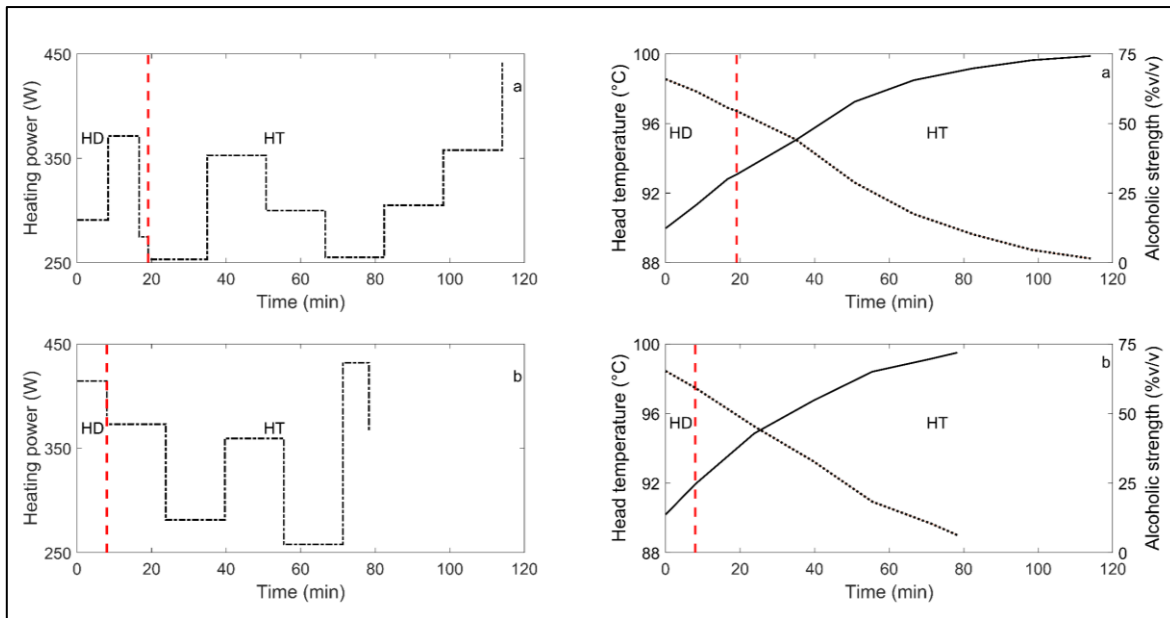 450
350
250
Heating power (W)
HD
HT
a
0 20 40 60 80 100 120
Time (min)
100
96
92
88
Head temperature (°C)
HD
HT
a
75
50
25
0
Alcoholic strength (%v/v)
0 20 40 60 80 100 120
Time (min)
450
350
250
Heating power (W)
HD
HT
b
0 20 40 60 80 100 120
Time (min)
100
96
92
88
Head temperature (°C)
HD
HT
b
75
50
25
0
Alcoholic strength (%v/v)
0 20 40 60 80 100 120
Time (min)